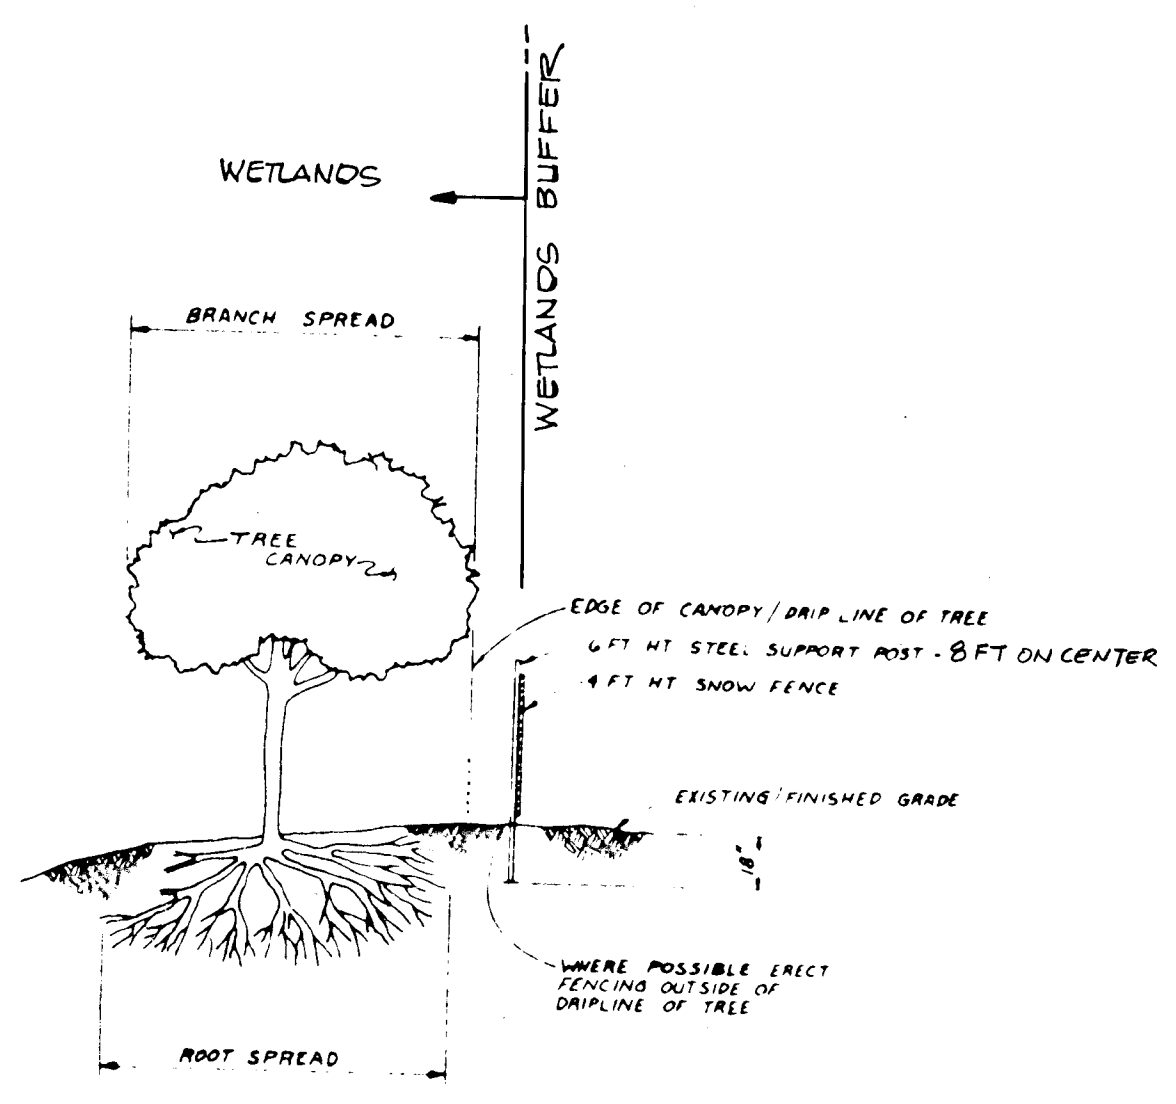 WETLANDS
WETLANDS BUFFER
BRANCH SPREAD
TREE
CANOPY
EDGE OF CANOPY/DRIP LINE OF TREE
6 FT HT STEEL SUPPORT POST - 8 FT ON CENTER
4 FT HT SNOW FENCE
EXISTING/FINISHED GRADE
18"
WHERE POSSIBLE ERECT
FENCING OUTSIDE OF
DRIPLINE OF TREE
ROOT SPREAD